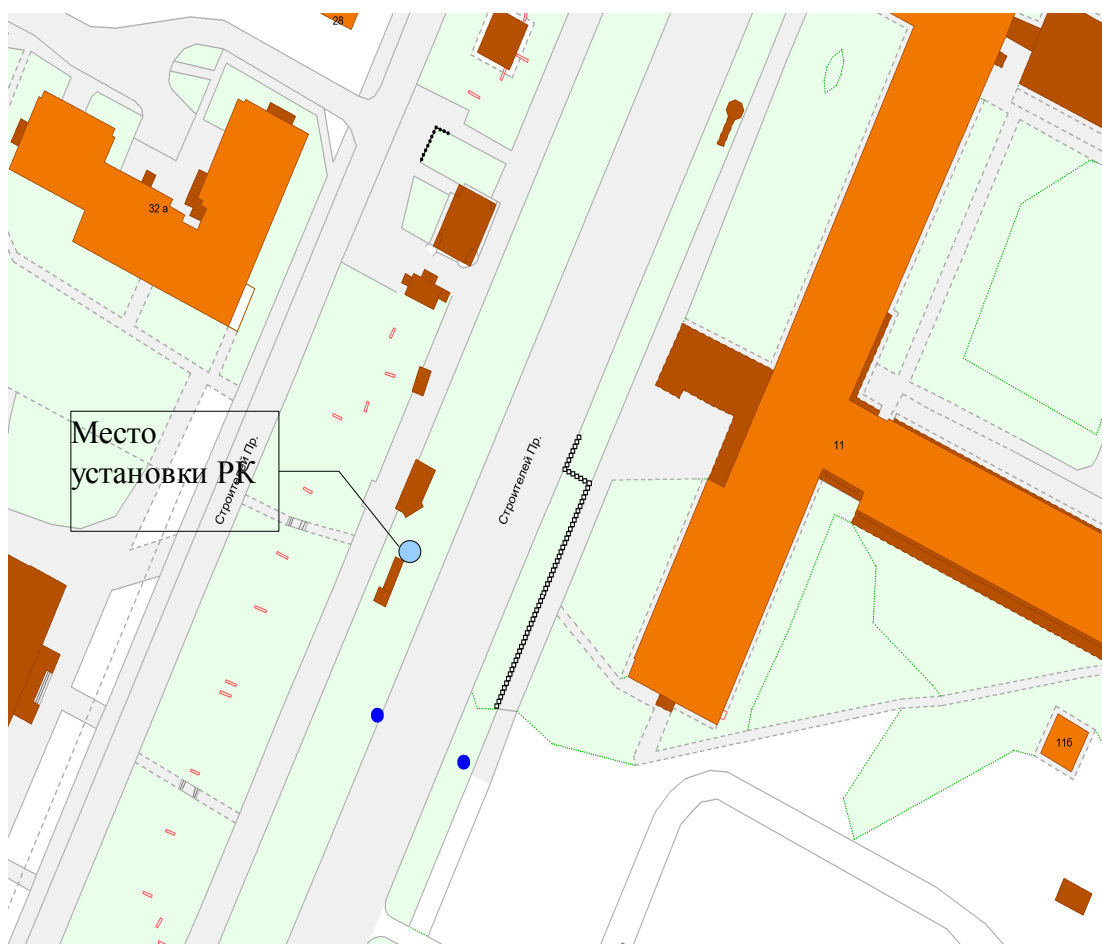 28
32 а
Место
установки РК
Строителей Пр.
Строителей Пр.
11
11б